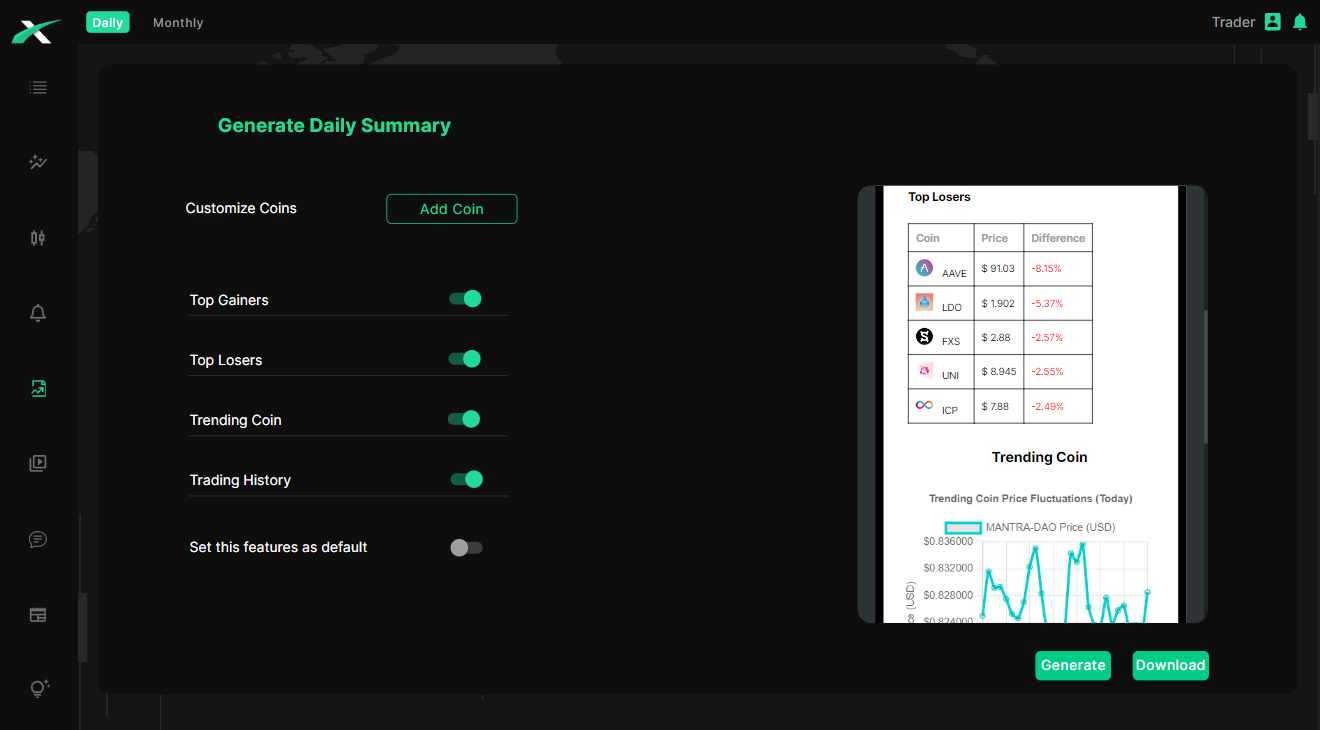 Daily Monthly Trader
Generate Daily Summary
Customize Coins Add Coin
Top Gainers
Top Losers
Trending Coin
Trading History
Set this features as default
Top Losers
Coin Price Difference
AAVE $ 91.03 -8.15%
LDO $ 1.902 -5.37%
FXS $ 2.88 -2.57%
UNI $ 8.945 -2.55%
ICP $ 7.88 -2.49%
Trending Coin
Trending Coin Price Fluctuations (Today)
MANTRA-DAO Price (USD)
$0.836000
$0.832000
$0.828000
$0.824000
(USD)
Generate Download